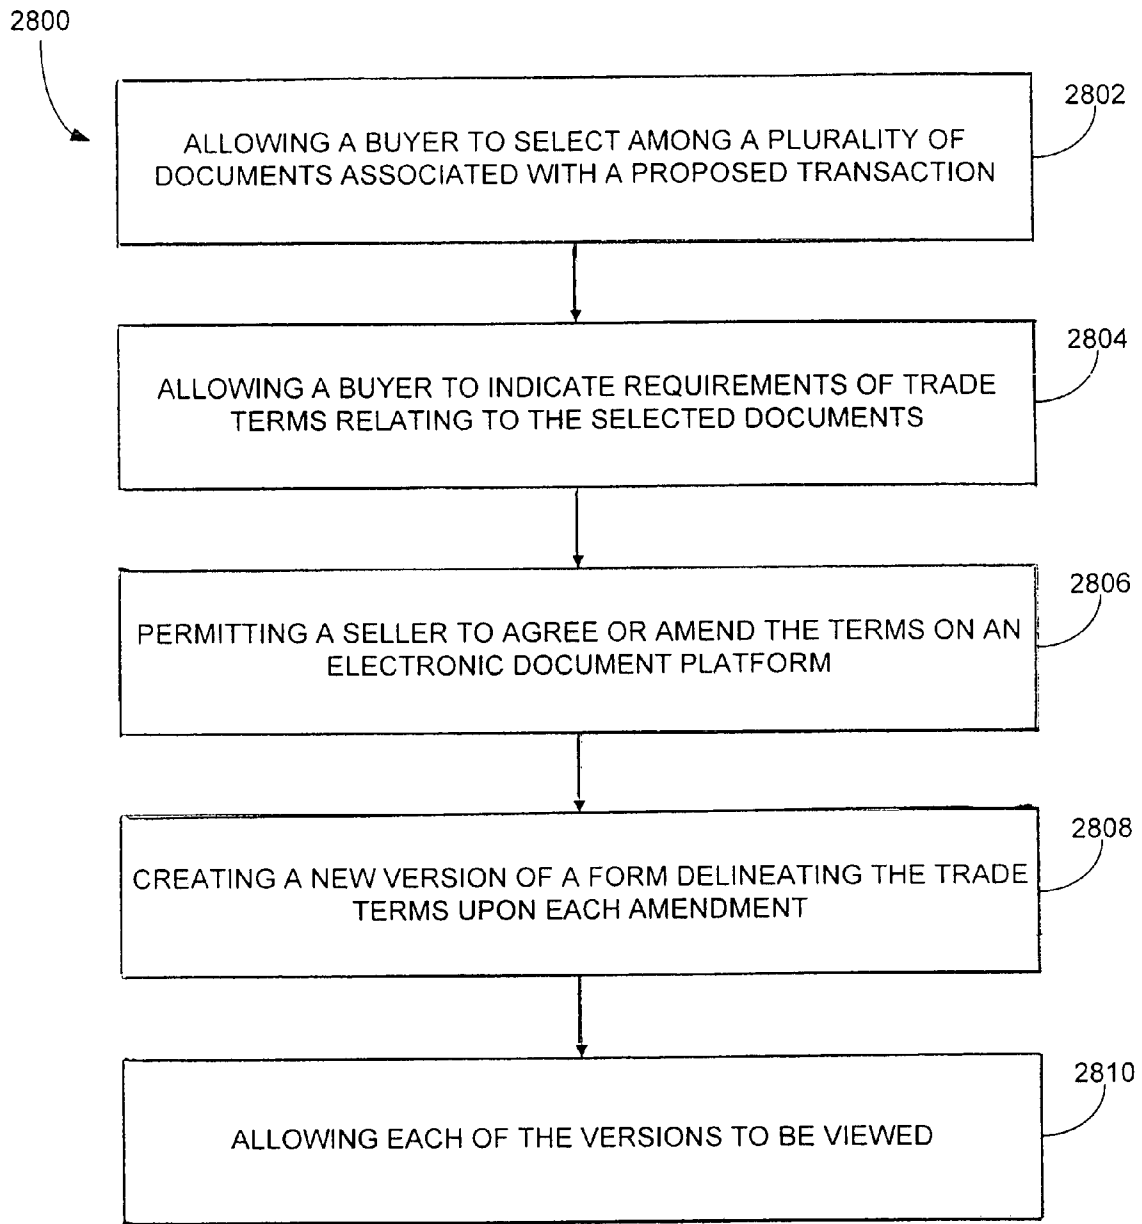 2800
2802
ALLOWING A BUYER TO SELECT AMONG A PLURALITY OF
DOCUMENTS ASSOCIATED WITH A PROPOSED TRANSACTION
2804
ALLOWING A BUYER TO INDICATE REQUIREMENTS OF TRADE
TERMS RELATING TO THE SELECTED DOCUMENTS.
2806
PERMITTING A SELLER TO AGREE OR AMEND THE TERMS ON AN
ELECTRONIC DOCUMENT PLATFORM
2808
CREATING A NEW VERSION OF A FORM DELINEATING THE TRADE
TERMS UPON EACH AMENDMENT
2810
ALLOWING EACH OF THE VERSIONS TO BE VIEWED